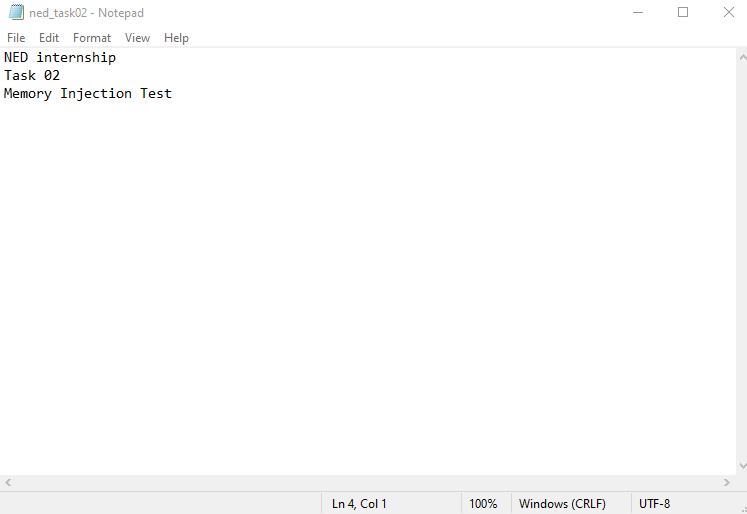 ned_task02 - Notepad
File Edit Format View Help
NED internship
Task 02
Memory Injection Test
Ln 4, Col 1 100% Windows (CRLF) UTF-8